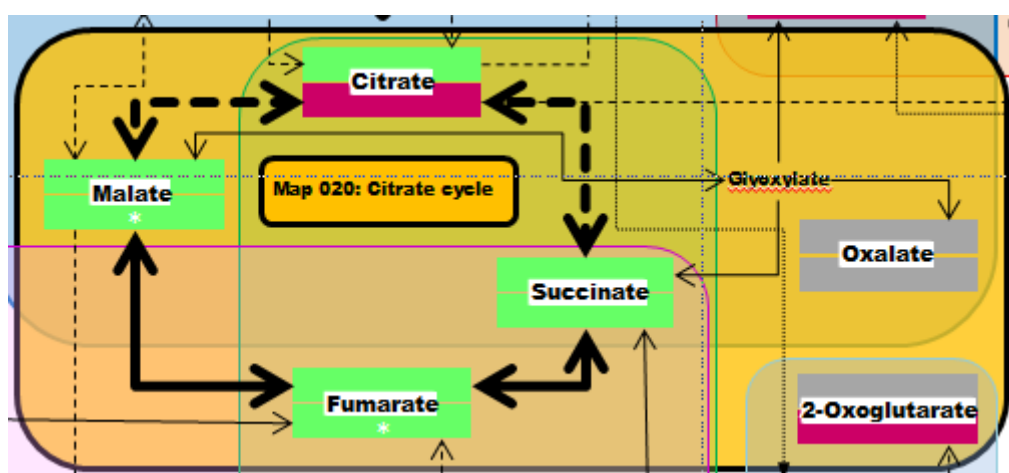 Citrate
Malate
*
Map 020: Citrate cycle
Glyoxylate
Oxalate
Succinate
Fumarate
*
2-Oxoglutarate